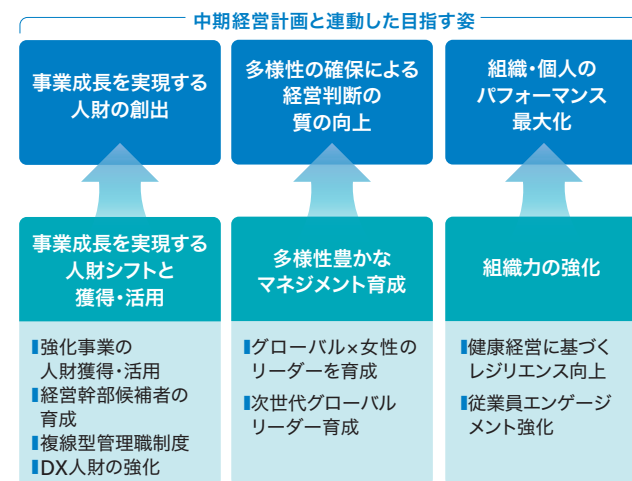 中期経営計画と連動した目指す姿
事業成長を実現する
人財の創出
多様性の確保による
経営判断の
質の向上
組織・個人の
パフォーマンス
最大化
事業成長を実現する
人財シフトと
獲得・活用
多様性豊かな
マネジメント育成
組織力の強化
▮強化事業の
人財獲得・活用
▮経営幹部候補者の
育成
▮複線型管理職制度
▮DX人財の強化
▮グローバル×女性の
リーダーを育成
▮次世代グローバル
リーダー育成
▮健康経営に基づく
レジリエンス向上
▮従業員エンゲージ
メント強化